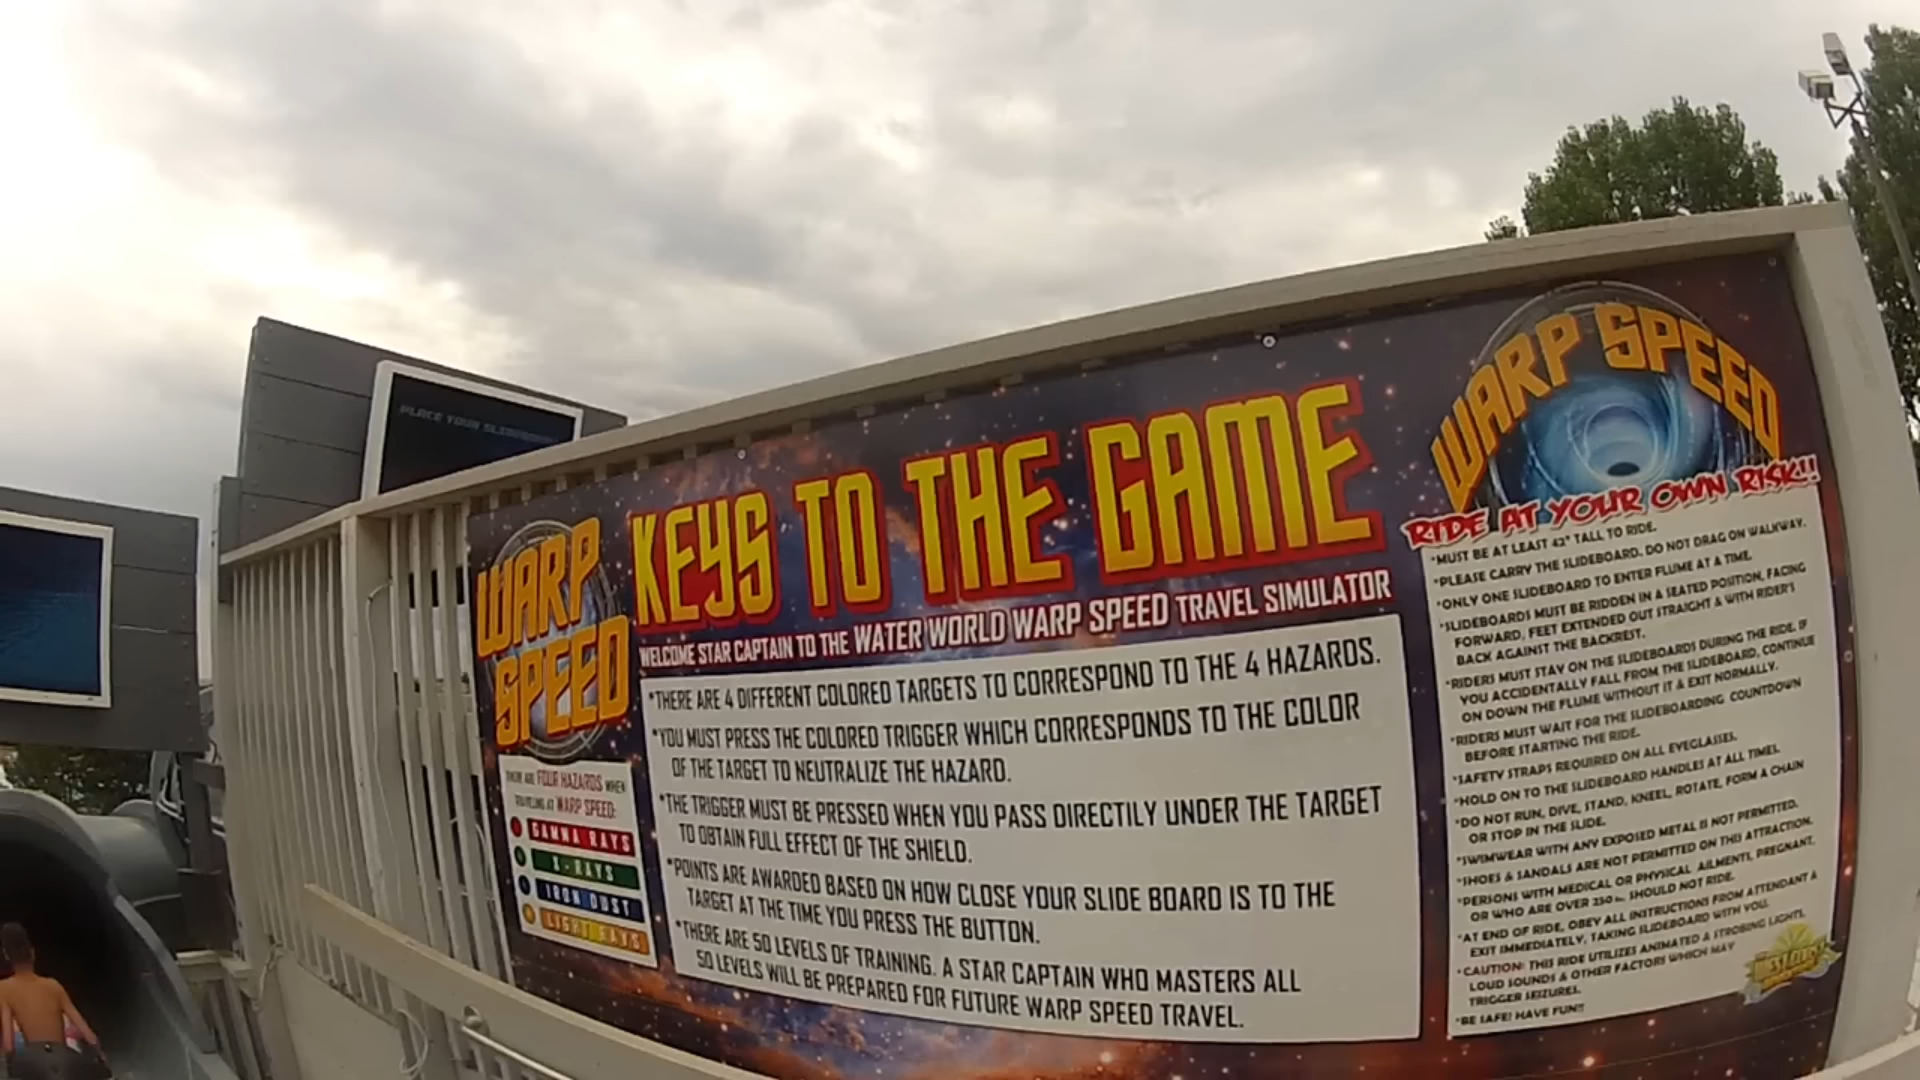 PLACE YOUR SLIDEBOARD
WARP
SPEED
THERE ARE FOUR HAZARDS WHEN
TRAVELING AT WARP SPEED:
GAMMA RAYS
X-RAYS
IRON DUST
LIGHT RAYS
KEYS TO THE GAME
WELCOME STAR CAPTAIN TO THE WATER WORLD WARP SPEED TRAVEL SIMULATOR
*THERE ARE 4 DIFFERENT COLORED TARGETS TO CORRESPOND TO THE 4 HAZARDS.
*YOU MUST PRESS THE COLORED TRIGGER WHICH CORRESPONDS TO THE COLOR
OF THE TARGET TO NEUTRALIZE THE HAZARD.
*THE TRIGGER MUST BE PRESSED WHEN YOU PASS DIRECTILY UNDER THE TARGET
TO OBTAIN FULL EFFECT OF THE SHIELD.
*POINTS ARE AWARDED BASED ON HOW CLOSE YOUR SLIDE BOARD IS TO THE
TARGET AT THE TIME YOU PRESS THE BUTTON.
*THERE ARE 50 LEVELS OF TRAINING. A STAR CAPTAIN WHO MASTERS ALL
50 LEVELS WILL BE PREPARED FOR FUTURE WARP SPEED TRAVEL.
WARP SPEED
RIDE AT YOUR OWN RISK!!
*MUST BE AT LEAST 42" TALL TO RIDE.
*PLEASE CARRY THE SLIDEBOARD. DO NOT DRAG ON WALKWAY.
*ONLY ONE SLIDEBOARD TO ENTER FLUME AT A TIME.
*SLIDEBOARDS MUST BE RIDDEN IN A SEATED POSITION, FACING
FORWARD, FEET EXTENDED OUT STRAIGHT & WITH RIDER'S
BACK AGAINST THE BACKREST.
*RIDERS MUST STAY ON THE SLIDEBOARDS DURING THE RIDE. IF
YOU ACCIDENTALLY FALL FROM THE SLIDEBOARD, CONTINUE
ON DOWN THE FLUME WITHOUT IT & EXIT NORMALLY.
*RIDERS MUST WAIT FOR THE SLIDEBOARDING COUNTDOWN
BEFORE STARTING THE RIDE.
*SAFETY STRAPS REQUIRED ON ALL EYEGLASSES.
*HOLD ON TO THE SLIDEBOARD HANDLES AT ALL TIMES.
*DO NOT RUN, DIVE, STAND, KNEEL, ROTATE, FORM A CHAIN
OR STOP IN THE SLIDE.
*SWIMWEAR WITH ANY EXPOSED METAL IS NOT PERMITTED.
*SHOES & SANDALS ARE NOT PERMITTED ON THIS ATTRACTION.
*PERSONS WITH MEDICAL OR PHYSICAL AILMENTS, PREGNANT,
OR WHO ARE OVER 250 SHOULD NOT RIDE.
*AT END OF RIDE, OBEY ALL INSTRUCTIONS FROM ATTENDANT &
EXIT IMMEDIATELY, TAKING SLIDEBOARD WITH YOU.
*CAUTION: THIS RIDE UTILIZES ANIMATED & STROBING LIGHTS,
LOUD SOUNDS & OTHER FACTORS WHICH MAY
TRIGGER SEIZURES.
*BE SAFE! HAVE FUN!!